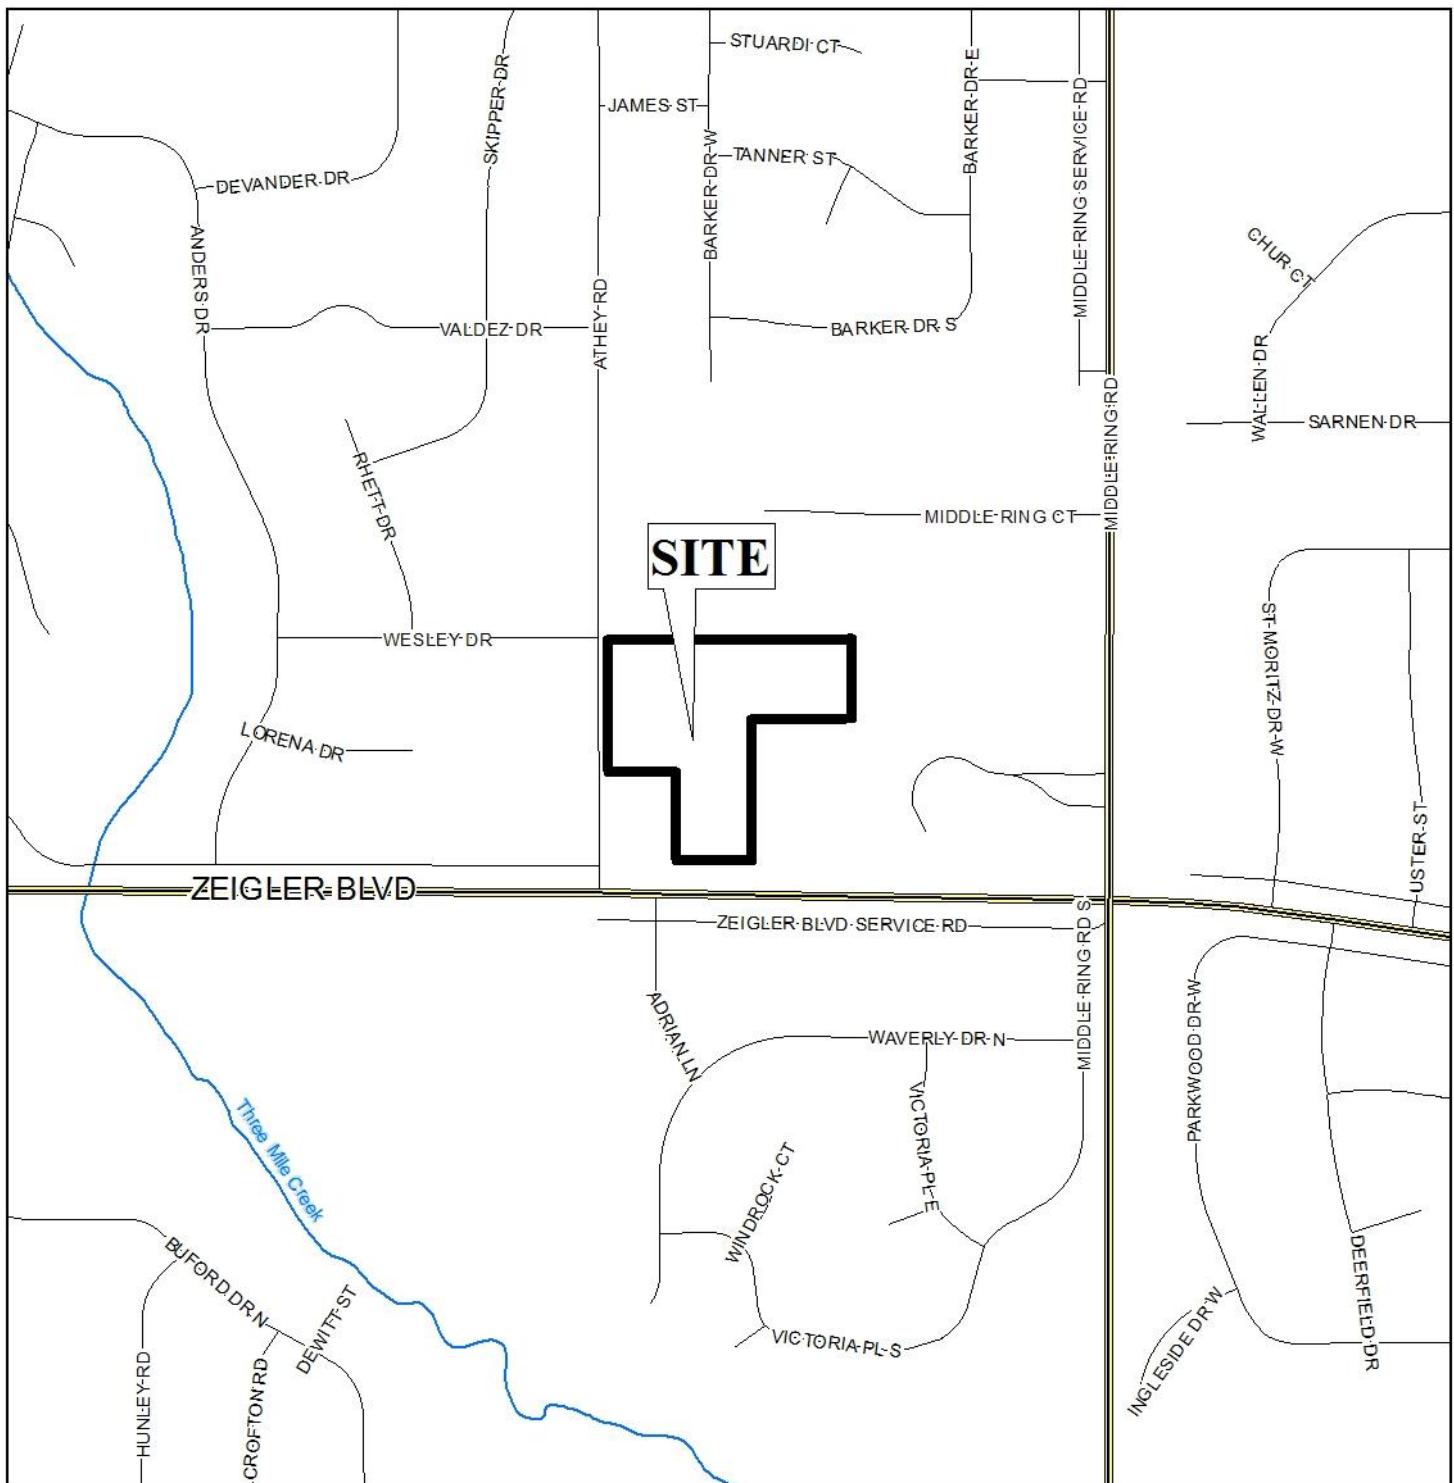 STUARDI CT
SKIPPER DR
BARKER DR E
MIDDLE RING SERVICE RD
JAMES ST
BARKER DR W
TANNER ST
DEVANDER DR
ANDERS DR
CHUR CT
ATHEY RD
VALDEZ DR
BARKER DR S
WALLEN DR
MIDDLE RING RD
SARNEN DR
RHETT DR
MIDDLE RING CT
SITE
WESLEY DR
ST MORITZ DR W
LORENA DR
USTER ST
ZEIGLER BLVD
ZEIGLER BLVD SERVICE RD
MIDDLE RING RD S
ADRIAN LN
WAVERLY DR N
PARKWOOD DR W
VICTORIA PL E
Three Mile Creek
WINDROCK CT
BUFORD DR N
DEWITT ST
DEERFIELD DR
VICTORIA PL S
INGLESIDE DR W
HUNLEY RD
CROFTON RD